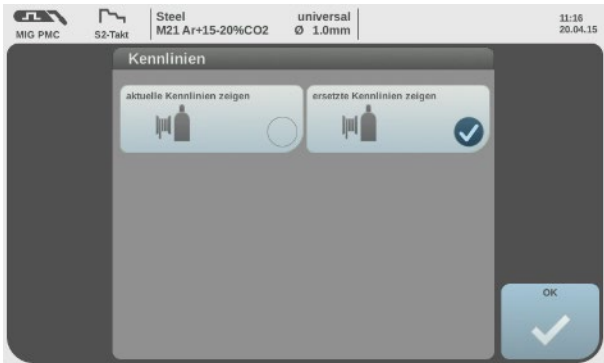 MIG PMC
S2-Takt
Steel universal
M21 Ar+15-20%CO2 Ø 1.0mm
11:16
20.04.15
Kennlinien
aktuelle Kennlinien zeigen
ersetzte Kennlinien zeigen
OK